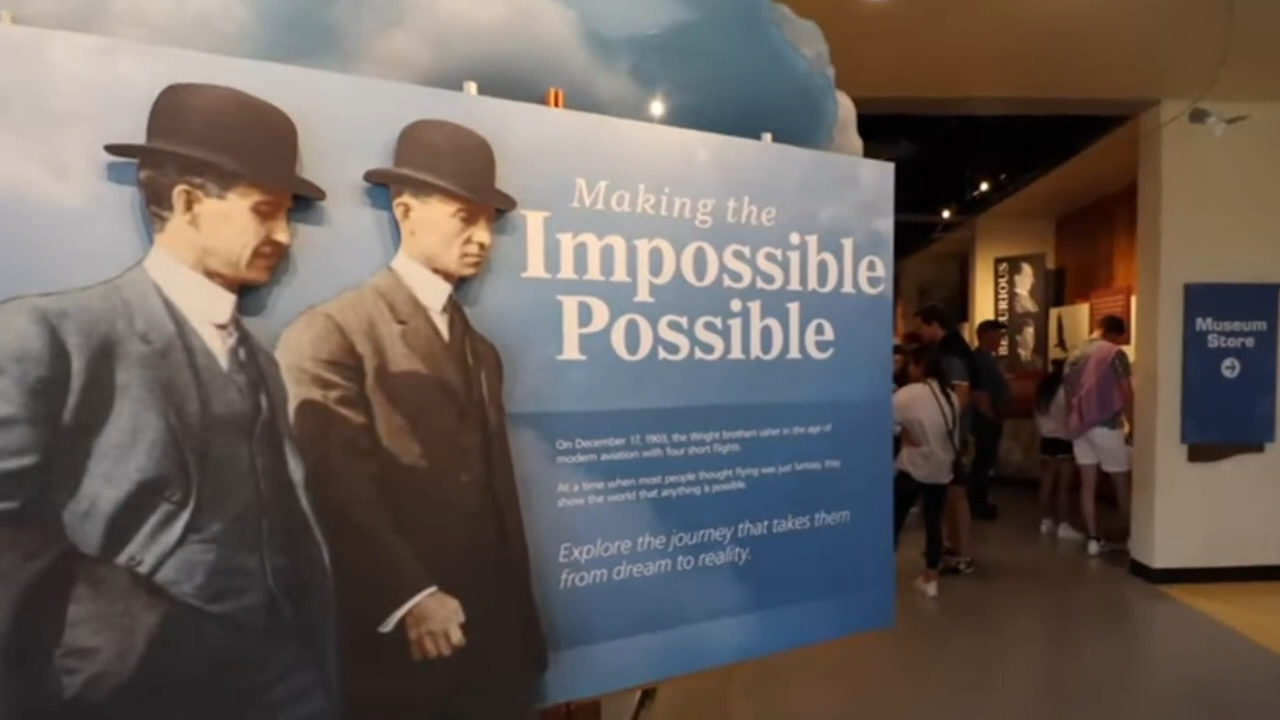 Making the
Impossible
Possible
On December 17, 1903, the Wright brothers usher in the age of
modern aviation with four short flights.
At a time when most people thought flying was just fantasy, they
show the world that anything is possible.
Explore the journey that takes them
from dream to reality.
BE CURIOUS
Museum
Store